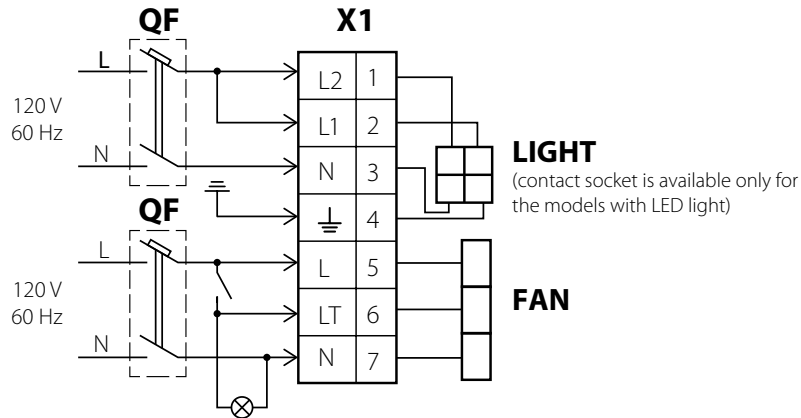 QF
X1
L
120 V
60 Hz
N
L2 1
L1 2
N 3
4
LIGHT
(contact socket is available only for
the models with LED light)
QF
L
120 V
60 Hz
N
L 5
LT 6
N 7
FAN